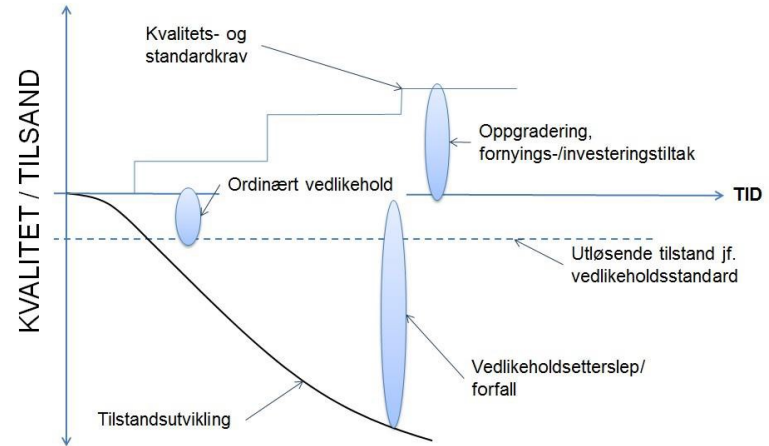 Kvalitets- og
standardkrav
KVALITET / TILSAND
Oppgradering,
fornyings-/investeringstiltak
Ordinært vedlikehold
TID
Utløsende tilstand jf.
vedlikeholdsstandard
Vedlikeholdsetterslep/
forfall
Tilstandsutvikling